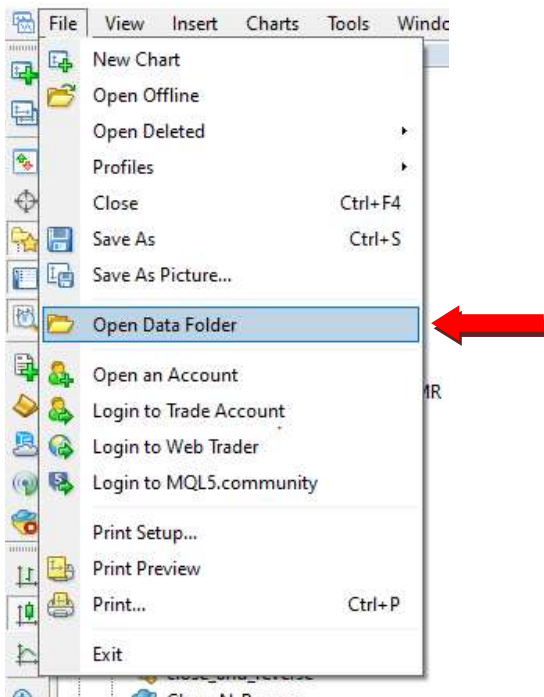 File View Insert Charts Tools
New Chart
Open Offline
Open Deleted
Profiles
Close Ctrl+F4
Save As Ctrl+S
Save As Picture...
Open Data Folder
Open an Account
Login to Trade Account
Login to Web Trader
Login to MQL5.community
Print Setup...
Print Preview
Print... Ctrl+P
Exit